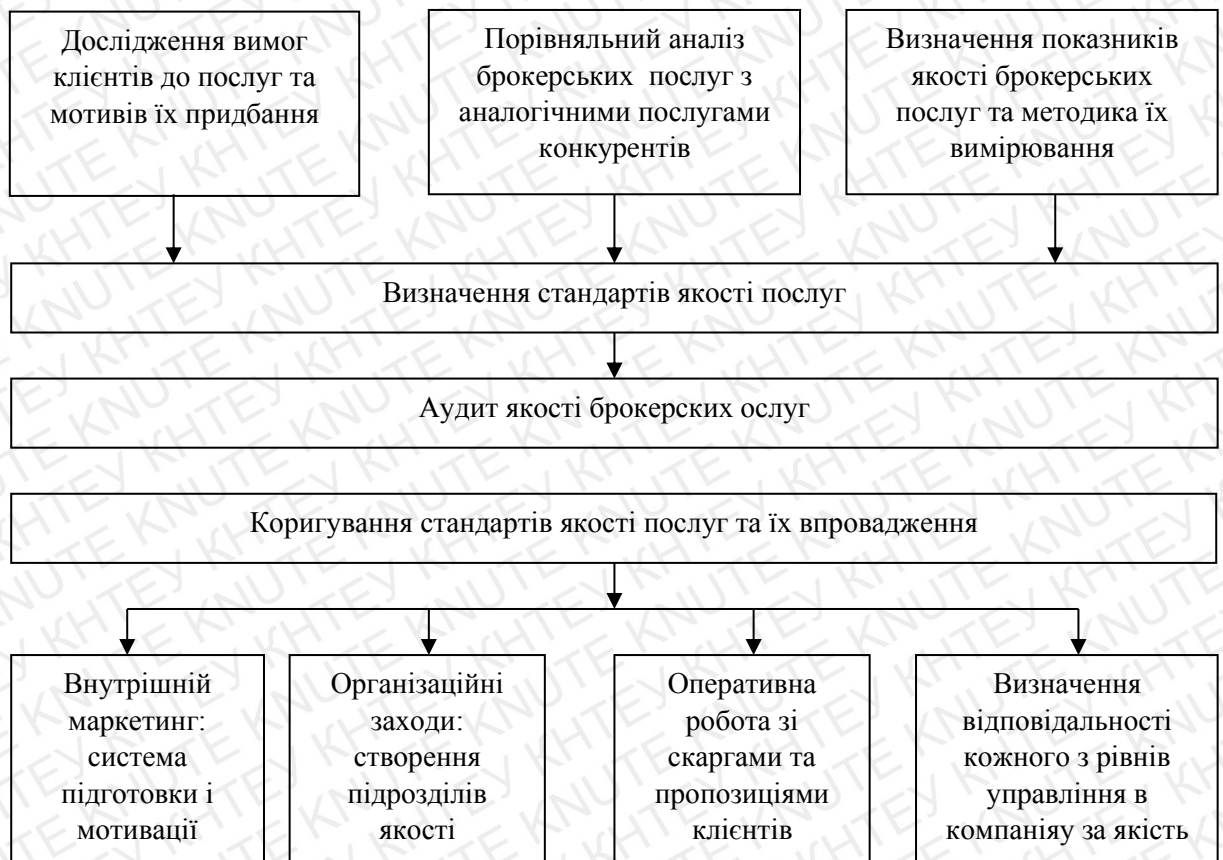 Дослідження вимог
клієнтів до послуг та
мотивів їх придбання
Порівняльний аналіз
брокерських послуг з
аналогічними послугами
конкурентів
Визначення показників
якості брокерських
послуг та методика їх
вимірювання
Визначення стандартів якості послуг
Аудит якості брокерских ослуг
Коригування стандартів якості послуг та їх впровадження
Внутрішній
маркетинг:
система
підготовки і
мотивації
Організаційні
заходи:
створення
підрозділів
якості
Оперативна
робота зі
скаргами та
пропозиціями
клієнтів
Визначення
відповідальності
кожного з рівнів
управління в
компаніяу за якість